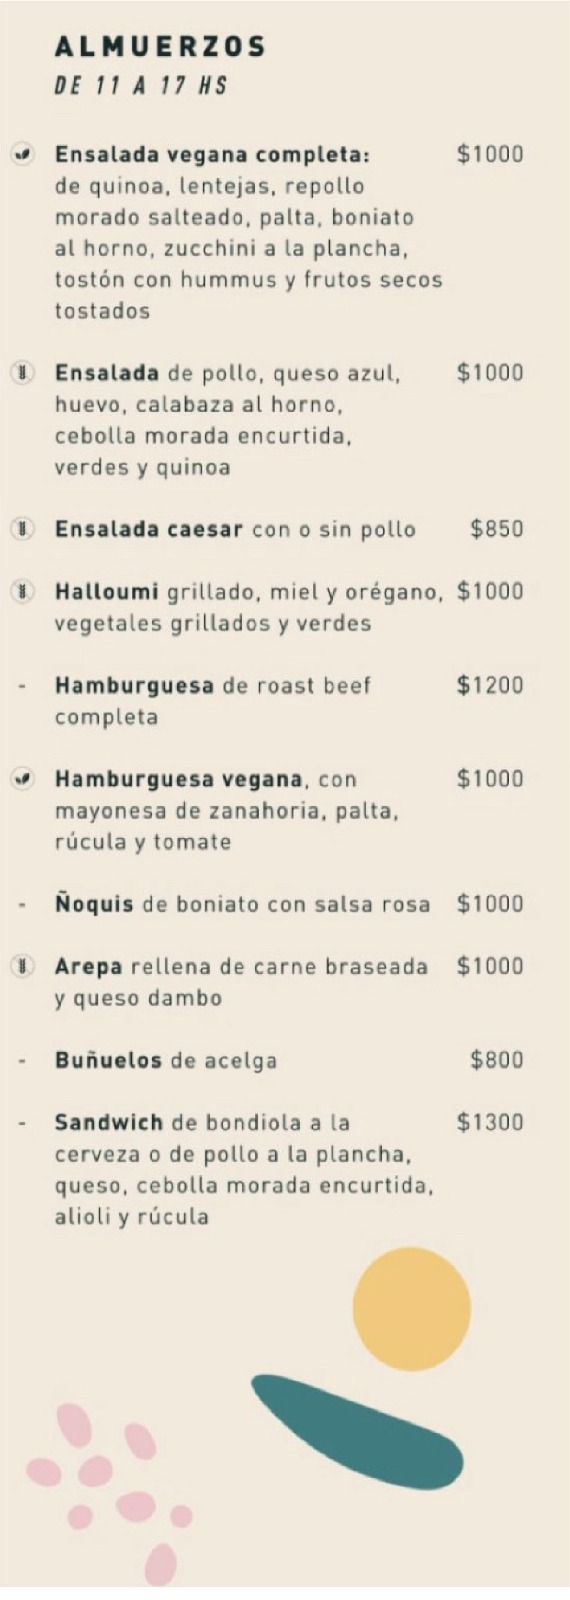 ALMUERZOS
DE 11 A 17 HS
Ensalada vegana completa: $1000
de quinoa, lentejas, repollo
morado salteado, palta, boniato
al horno, zucchini a la plancha,
tostón con hummus y frutos secos
tostados
Ensalada de pollo, queso azul, $1000
huevo, calabaza al horno,
cebolla morada encurtida,
verdes y quinoa
Ensalada caesar con o sin pollo $850
Halloumi grillado, miel y orégano, $1000
vegetales grillados y verdes
- Hamburguesa de roast beef $1200
completa
Hamburguesa vegana, con $1000
mayonesa de zanahoria, palta,
rúcula y tomate
- Ñoquis de boniato con salsa rosa $1000
Arepa rellena de carne braseada $1000
y queso dambo
- Buñuelos de acelga $800
- Sandwich de bondiola a la $1300
cerveza o de pollo a la plancha,
queso, cebolla morada encurtida,
alioli y rúcula